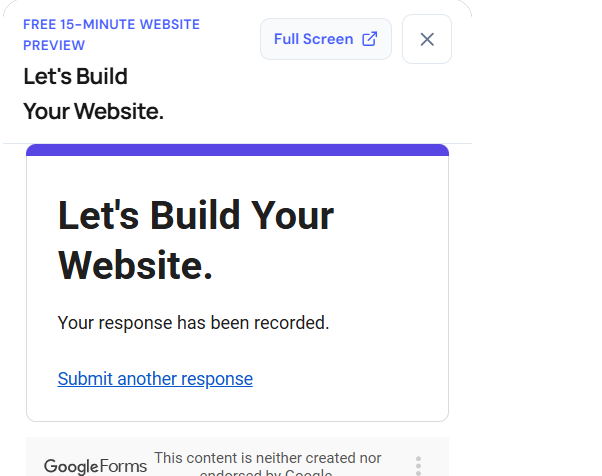 FREE 15-MINUTE WEBSITE
PREVIEW
Full Screen
Let's Build
Your Website.
Let's Build Your
Website.
Your response has been recorded.
Submit another response
Google Forms
This content is neither created nor
endorsed by Google.